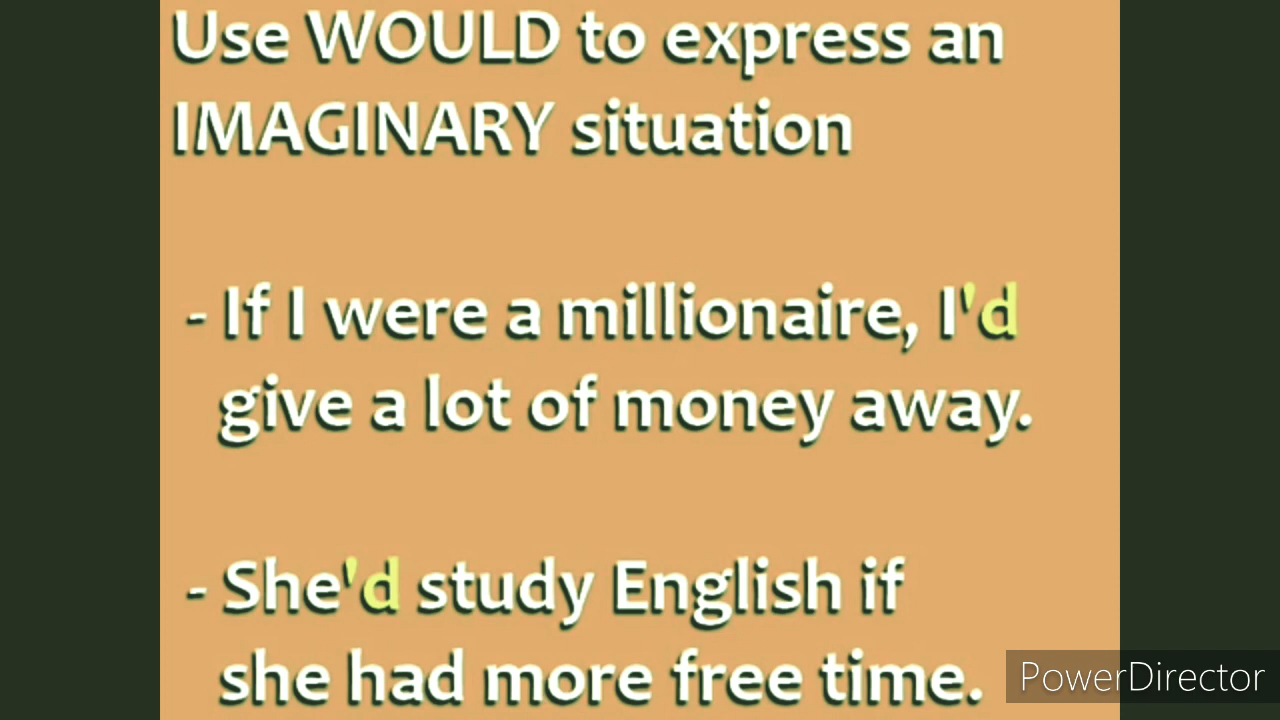 Use WOULD to express an
IMAGINARY situation
- If I were a millionaire, I'd
give a lot of money away.
- She'd study English if
she had more free time.
PowerDirector